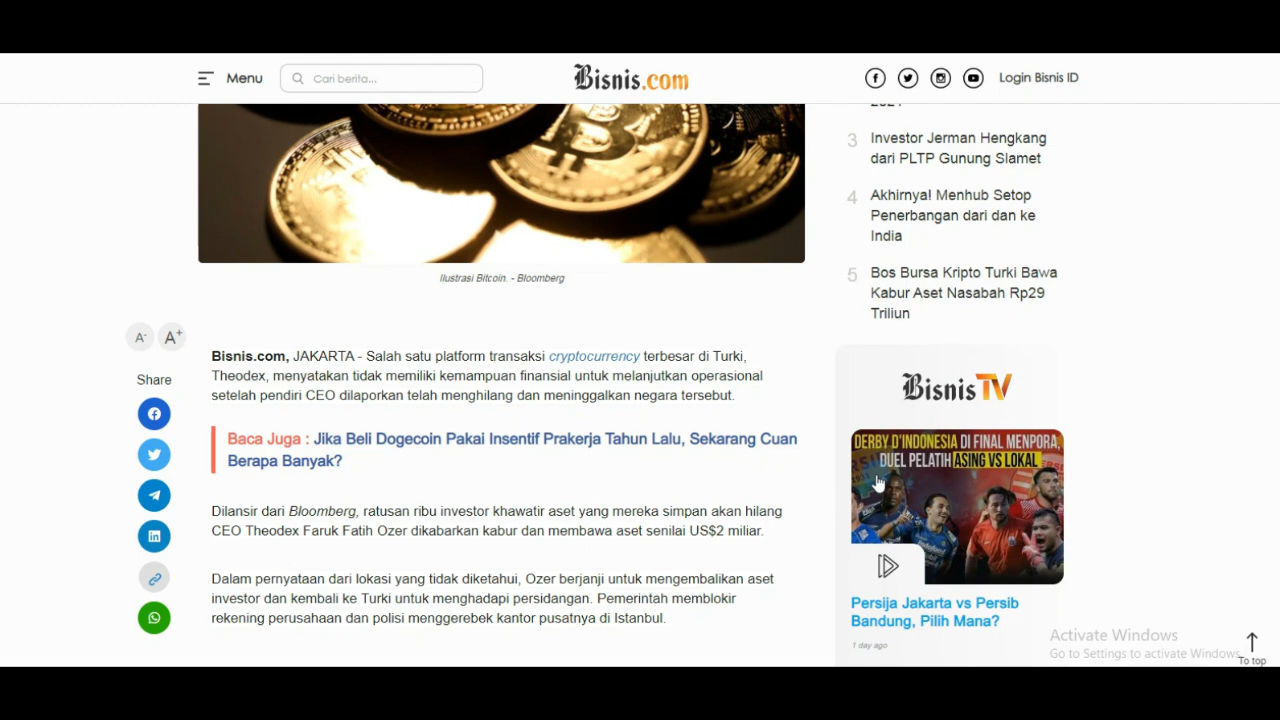 Menu
Cari berita...
Bisnis.com
Login Bisnis ID
Ilustrasi Bitcoin. - Bloomberg
A-
A+
Share
Bisnis.com, JAKARTA - Salah satu platform transaksi cryptocurrency terbesar di Turki,
Theodex, menyatakan tidak memiliki kemampuan finansial untuk melanjutkan operasional
setelah pendiri CEO dilaporkan telah menghilang dan meninggalkan negara tersebut.
Baca Juga : Jika Beli Dogecoin Pakai Insentif Prakerja Tahun Lalu, Sekarang Cuan
Berapa Banyak?
Dilansir dari Bloomberg, ratusan ribu investor khawatir aset yang mereka simpan akan hilang
CEO Theodex Faruk Fatih Ozer dikabarkan kabur dan membawa aset senilai US$2 miliar.
Dalam pernyataan dari lokasi yang tidak diketahui, Ozer berjanji untuk mengembalikan aset
investor dan kembali ke Turki untuk menghadapi persidangan. Pemerintah memblokir
rekening perusahaan dan polisi menggerebek kantor pusatnya di Istanbul.
3 Investor Jerman Hengkang
dari PLTP Gunung Slamet
4 Akhirnya! Menhub Setop
Penerbangan dari dan ke
India
5 Bos Bursa Kripto Turki Bawa
Kabur Aset Nasabah Rp29
Triliun
BisnisTV
DERBY D'INDONESIA DI FINAL MENPORA,
DUEL PELATIH ASING VS LOKAL
Persija Jakarta vs Persib
Bandung, Pilih Mana?
1 day ago
Activate Windows
Go to Settings to activate Windows.
To top